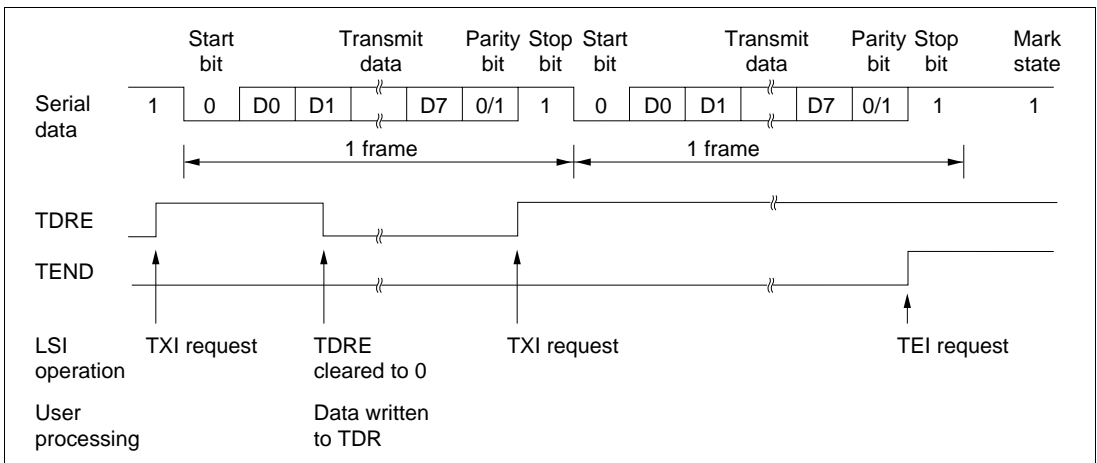 Start bit Transmit data Parity bit Stop bit Start bit Transmit data Parity bit Stop bit Mark state
Serial data 1 0 D0 D1 D7 0/1 1 0 D0 D1 D7 0/1 1 1
1 frame 1 frame
TDRE
TEND
LSI operation TXI request TDRE cleared to 0 TXI request TEI request
User processing Data written to TDR